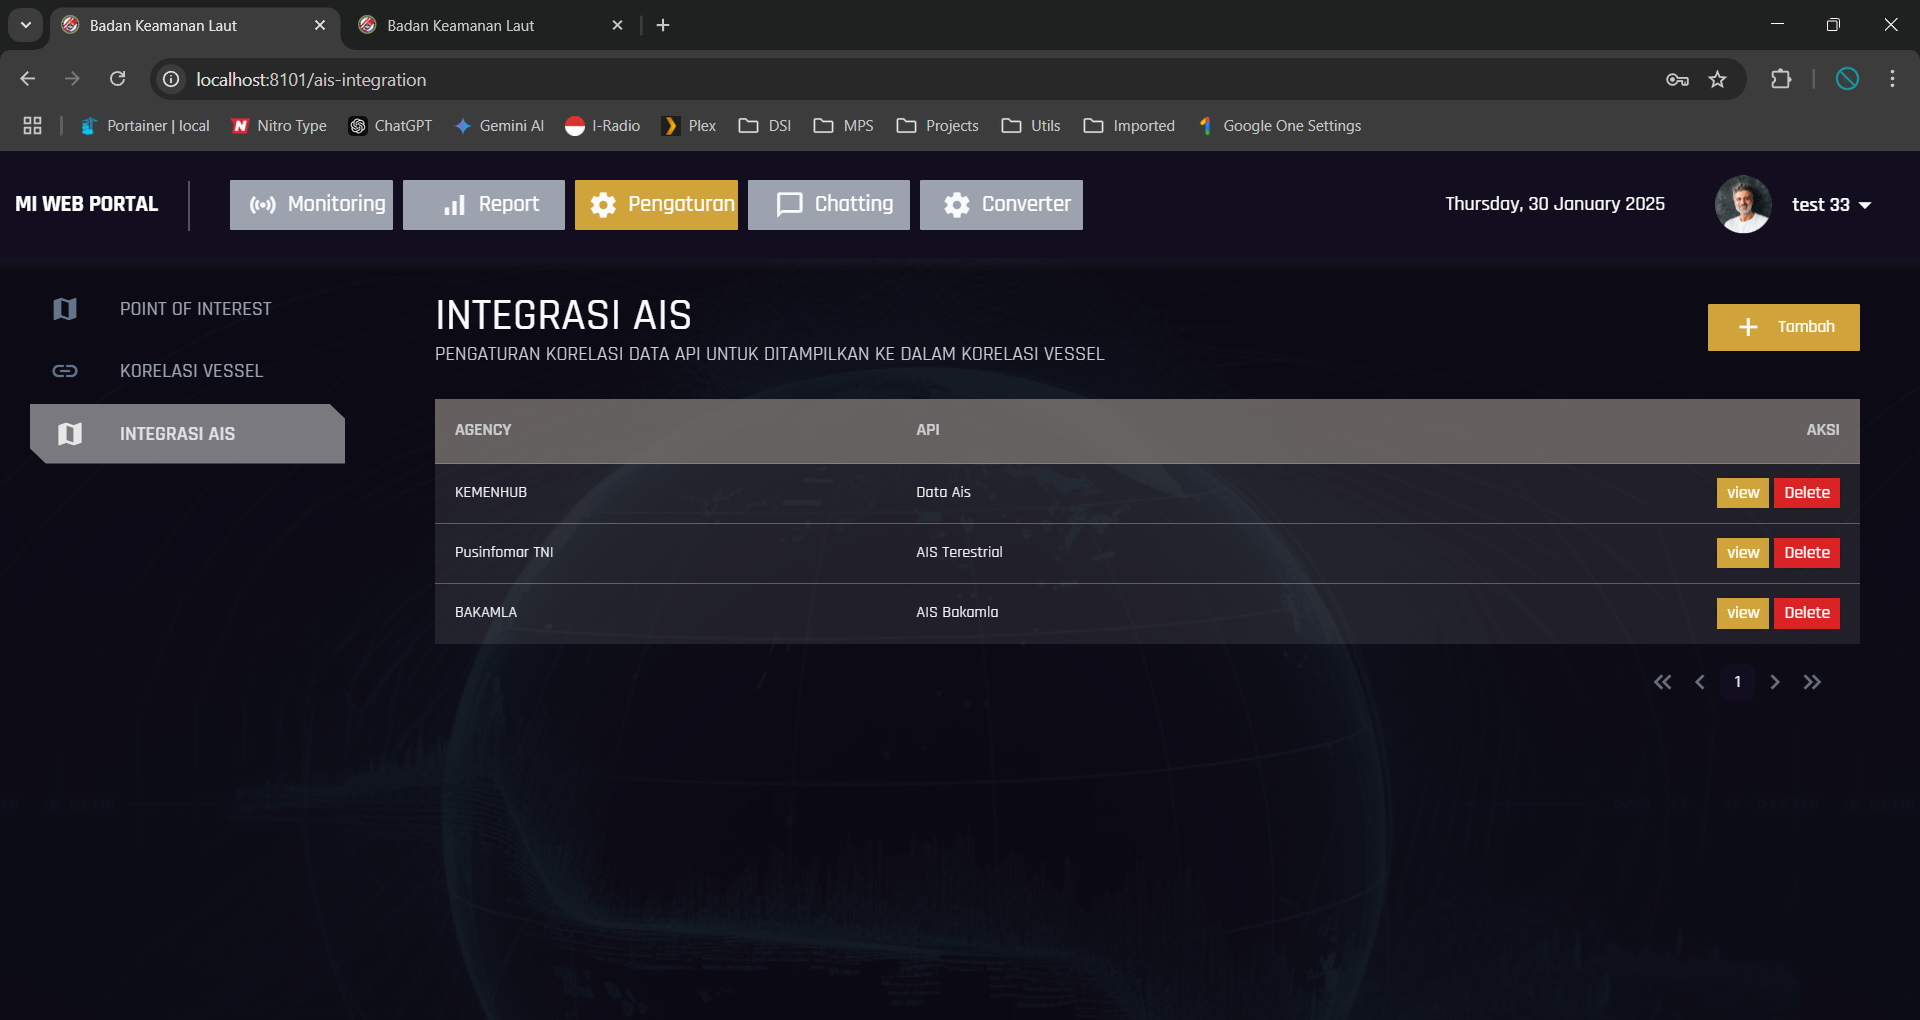 Badan Keamanan Laut
Badan Keamanan Laut
localhost:8101/ais-integration
Portainer | local
Nitro Type
ChatGPT
Gemini AI
I-Radio
Plex
DSI
MPS
Projects
Utils
Imported
Google One Settings
MI WEB PORTAL
Monitoring
Report
Pengaturan
Chatting
Converter
Thursday, 30 January 2025
test 33
POINT OF INTEREST
KORELASI VESSEL
INTEGRASI AIS
INTEGRASI AIS
PENGATURAN KORELASI DATA API UNTUK DITAMPILKAN KE DALAM KORELASI VESSEL
Tambah
AGENCY API AKSI
KEMENHUB Data Ais view Delete
Pusinfomar TNI AIS Terestrial view Delete
BAKAMLA AIS Bakamla view Delete
1